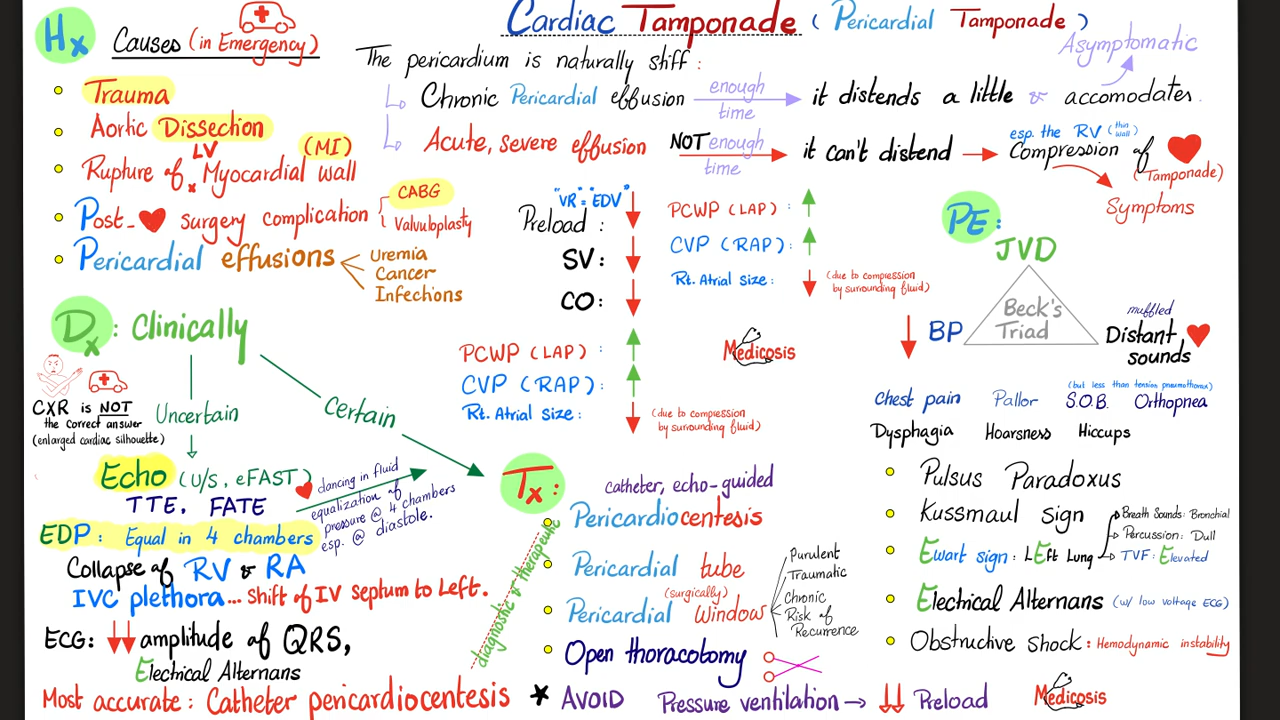 Hx
Causes (in Emergency)
Trauma
Aortic Dissection
LV
(MI)
Rupture of x Myocardial wall
Post- surgery complication
CABG
Valvuloplasty
Pericardial effusions
Uremia
Cancer
Infections
Cardiac Tamponade ( Pericardial Tamponade )
Asymptomatic
The pericardium is naturally stiff :
Chronic Pericardial effusion enough time it distends a little & accomodates.
Acute, severe effusion NOT enough time it can't distend
esp. the RV (thin wall)
Compression of
(Tamponade)
Symptoms
"VR" = "EDV"
Preload :
SV:
CO:
PCWP (LAP) :
CVP (RAP) :
Rt. Atrial Size:
(due to compression
by surrounding fluid)
PCWP (LAP) :
CVP (RAP) :
Rt. Atrial Size:
(due to compression
by surrounding fluid)
Medicosis
PE:
JVD
Beck's
Triad
BP
muffled
Distant
sounds
(but less than tension pneumothorax)
Chest pain Pallor S.O.B. Orthopnea
Dysphagia Hoarsness Hiccups
Pulsus Paradoxus
Kussmaul sign
Ewart sign : LEft Lung
Breath Sounds: Bronchial
Percussion: Dull
TVF: Elevated
Electrical Alternans (w/ low voltage ECG)
Obstructive shock : Hemodynamic instability
Dx : Clinically
CXR is NOT
the correct answer
(enlarged cardiac silhouette)
Uncertain
Certain
Echo (U/S, eFAST)
TTE, FATE
dancing in fluid
equalization of
pressure @ 4 chambers
esp. @ diastole.
EDP: Equal in 4 chambers
Collapse of RV & RA
IVC plethora... Shift of IV septum to Left.
ECG: amplitude of QRS,
Electrical Alternans
Most accurate : Catheter pericardiocentesis
Tx:
diagnostic & therapeutic
catheter, echo-guided
Pericardiocentesis
Pericardial tube
(surgically)
Pericardial Window
Purulent
Traumatic
Chronic
Risk of
Recurrence
Open thoracotomy
* AVOID Pressure ventilation → Preload
Medicosis